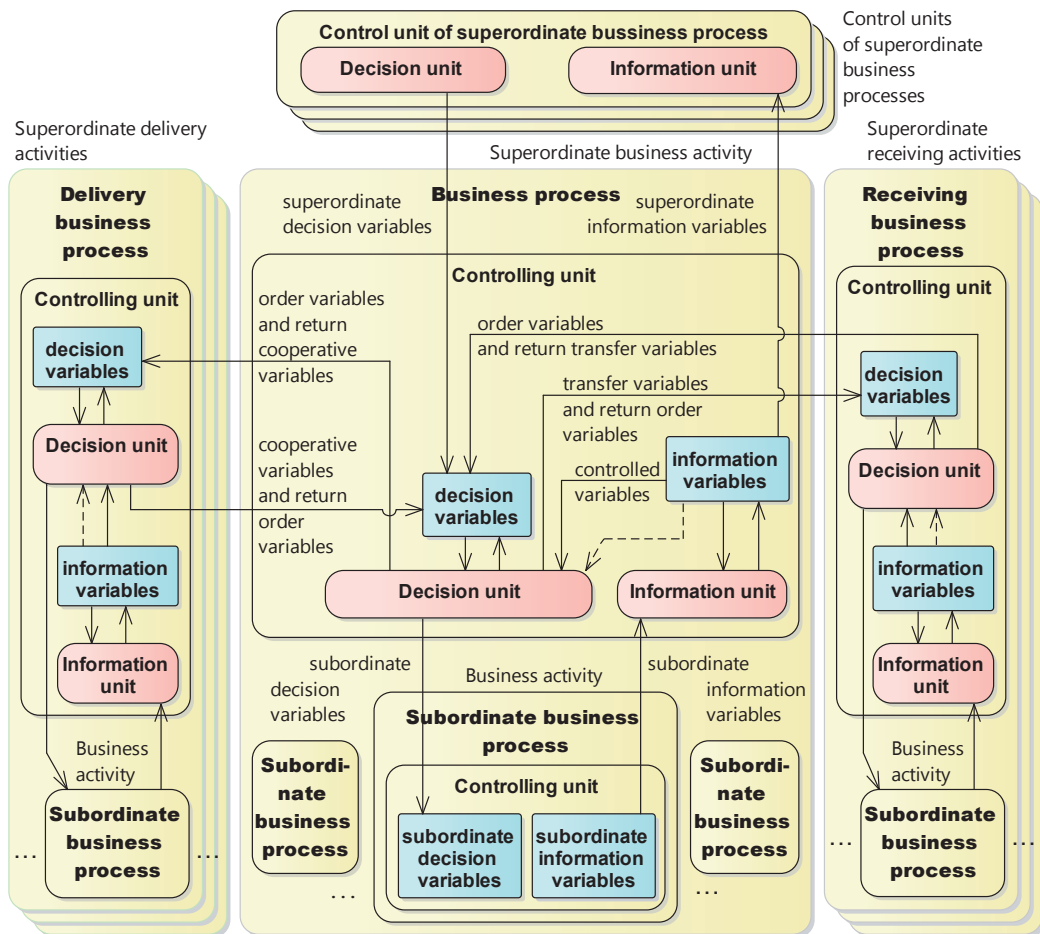 Control unit of superordinate bussiness process
Decision unit
Information unit
Control units
of superordinate
business
processes
Superordinate delivery
activities
Superordinate business activity
Superordinate
receiving activities
Delivery
business
process
Controlling unit
decision
variables
Decision unit
information
variables
Information
unit
Business
activity
Subordinate
business
process
...
...
Business process
superordinate
decision variables
superordinate
information variables
Controlling unit
order variables
and return
cooperative
variables
order variables
and return transfer variables
transfer variables
and return order
variables
cooperative
variables
and return
order
variables
controlled
variables
decision
variables
information
variables
Decision unit
Information unit
subordinate
decision
variables
Business activity
subordinate
information
variables
Subordinate business
process
Controlling unit
subordinate
decision
variables
subordinate
information
variables
Subordi-
nate
business
process
...
Subordi-
nate
business
process
...
Receiving
business
process
Controlling unit
decision
variables
Decision unit
information
variables
Information
unit
Business
activity
Subordinate
business
process
...
...